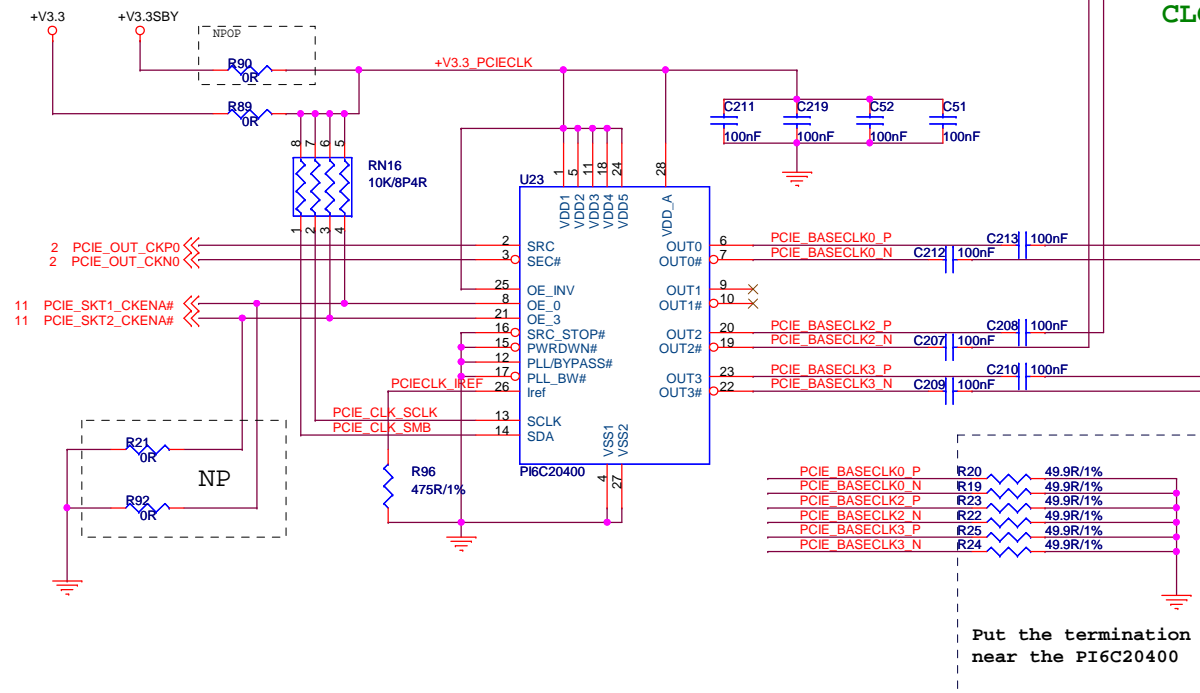 CL
+V3.3
+V3.3SBY
NPOP
R90
0R
+V3.3_PCIECLK
R89
0R
C211
100nF
C219
100nF
C52
100nF
C51
100nF
8
7
6
5
RN16
10K/8P4R
1
2
3
4
U23
1
5
11
18
24
28
VDD1
VDD2
VDD3
VDD4
VDD5
VDD_A
2 PCIE_OUT_CKP0
2 PCIE_OUT_CKN0
11 PCIE_SKT1_CKENA#
11 PCIE_SKT2_CKENA#
2 SRC
3 SEC#
25 OE_INV
8 OE_0
21 OE_3
16 SRC_STOP#
15 PWRDWN#
12 PLL/BYPASS#
17 PLL_BW#
PCIECLK_IREF 26 Iref
PCIE_CLK_SCLK 13 SCLK
PCIE_CLK_SMB 14 SDA
OUT0 6 PCIE_BASECLK0_P C213 100nF
OUT0# 7 PCIE_BASECLK0_N C212 100nF
OUT1 9
OUT1# 10
OUT2 20 PCIE_BASECLK2_P C208 100nF
OUT2# 19 PCIE_BASECLK2_N C207 100nF
OUT3 23 PCIE_BASECLK3_P C210 100nF
OUT3# 22 PCIE_BASECLK3_N C209 100nF
VSS1
VSS2
4
27
PI6C20400
R96
475R/1%
R21
0R
NP
R92
0R
PCIE_BASECLK0_P R20 49.9R/1%
PCIE_BASECLK0_N R19 49.9R/1%
PCIE_BASECLK2_P R23 49.9R/1%
PCIE_BASECLK2_N R22 49.9R/1%
PCIE_BASECLK3_P R25 49.9R/1%
PCIE_BASECLK3_N R24 49.9R/1%
Put the termination
near the PI6C20400